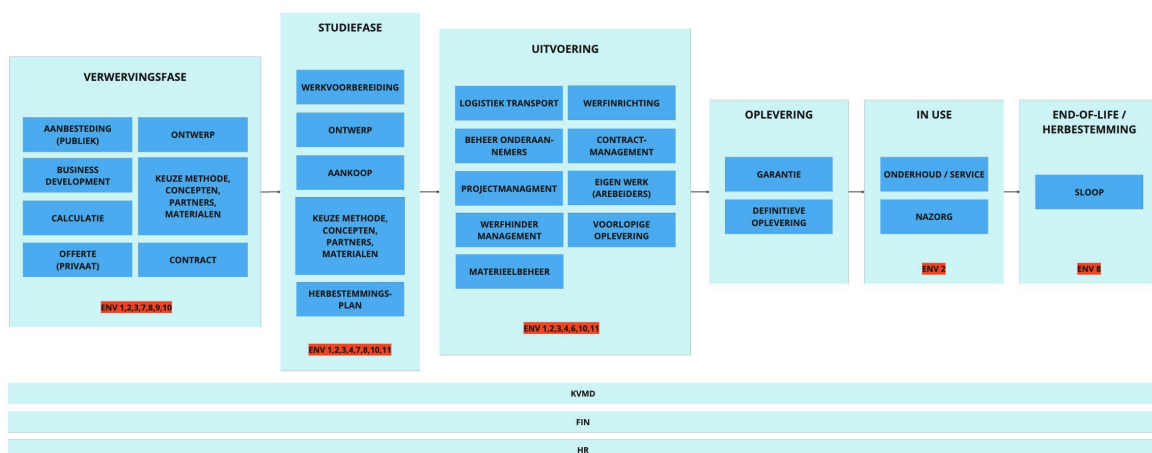 VERWERVINGSFASE
AANBESTEDING
(PUBLIEK)
ONTWERP
BUSINESS
DEVELOPMENT
KEUZE METHODE,
CONCEPTEN,
PARTNERS,
MATERIALEN
CALCULATIE
OFFERTE
(PRIVAAT)
CONTRACT
ENV 1,2,3,7,8,9,10
STUDIEFASE
WERKVOORBEREIDING
ONTWERP
AANKOOP
KEUZE METHODE,
CONCEPTEN,
PARTNERS,
MATERIALEN
HERBESTEMMINGS-
PLAN
ENV 1,2,3,4,7,8,10,11
UITVOERING
LOGISTIEK TRANSPORT
WERFINRICHTING
BEHEER ONDERAAN-
NEMERS
CONTRACT-
MANAGEMENT
PROJECTMANAGMENT
EIGEN WERK
(AREBEIDERS)
WERFHINDER
MANAGEMENT
VOORLOPIGE
OPLEVERING
MATERIEELBEHEER
ENV 1,2,3,4,6,10,11
OPLEVERING
GARANTIE
DEFINITIEVE
OPLEVERING
IN USE
ONDERHOUD / SERVICE
NAZORG
ENV 2
END-OF-LIFE /
HERBESTEMMING
SLOOP
ENV 8
KVMD
FIN
HR